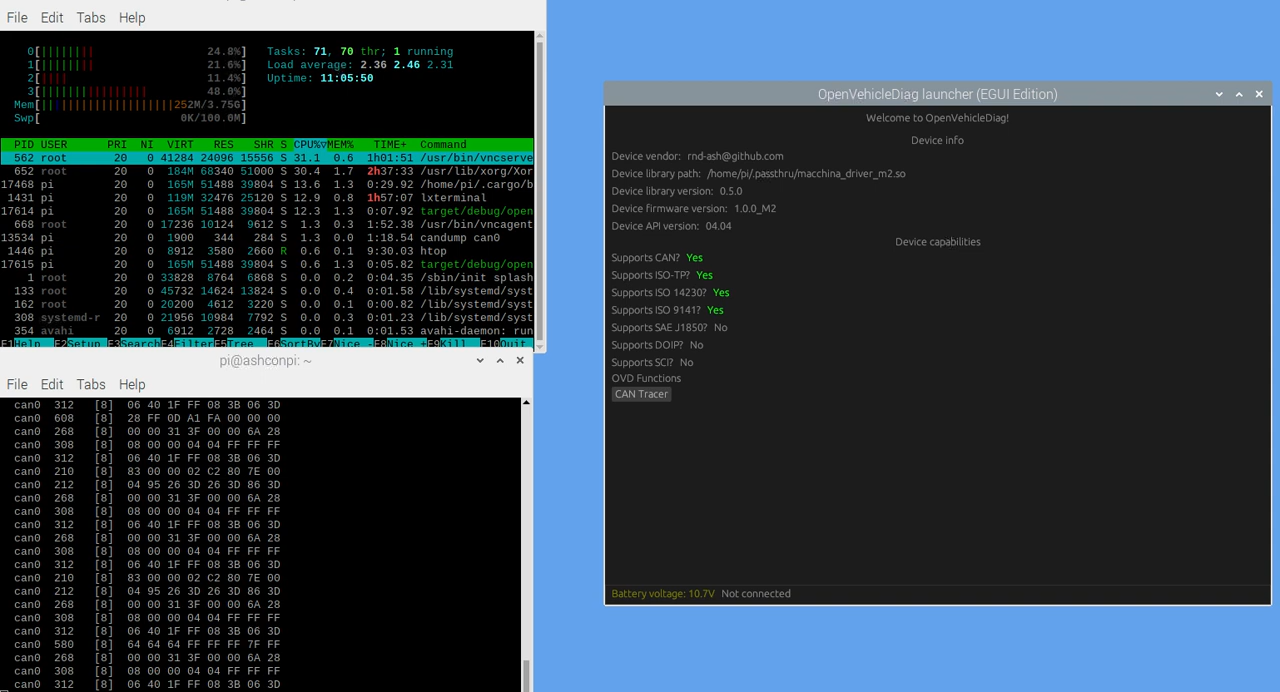 File Edit Tabs Help
0[|||||||| 24.8%] Tasks: 71, 70 thr; 1 running
1[|||||||| 21.6%] Load average: 2.36 2.46 2.31
2[|||| 11.4%] Uptime: 11:05:50
3[|||||||||||||||| 48.0%]
Mem[||||||||||||||||||||252M/3.75G]
Swp[ 0K/100.0M]
PID USER PRI NI VIRT RES SHR S CPU%▽MEM% TIME+ Command
562 root 20 0 41284 24096 15556 S 31.1 0.6 1h01:51 /usr/bin/vncserve
652 root 20 0 184M 68340 51000 S 30.4 1.7 2h37:33 /usr/lib/xorg/Xor
17468 pi 20 0 165M 51488 39804 S 13.6 1.3 0:29.92 /home/pi/.cargo/b
1431 pi 20 0 119M 32476 25120 S 12.9 0.8 1h57:07 lxterminal
17614 pi 20 0 165M 51488 39804 S 12.3 1.3 0:07.92 target/debug/open
668 root 20 0 17236 10124 9612 S 1.3 0.3 1:52.38 /usr/bin/vncagent
13534 pi 20 0 1900 344 284 S 1.3 0.0 1:18.54 candump can0
1446 pi 20 0 8912 3580 2660 R 0.6 0.1 9:30.03 htop
17615 pi 20 0 165M 51488 39804 S 0.6 1.3 0:05.82 target/debug/open
1 root 20 0 33828 8764 6868 S 0.0 0.2 0:04.35 /sbin/init splash
133 root 20 0 45732 14624 13824 S 0.0 0.4 0:01.58 /lib/systemd/syst
162 root 20 0 20200 4612 3220 S 0.0 0.1 0:00.82 /lib/systemd/syst
308 systemd-r 20 0 21956 10984 7792 S 0.0 0.3 0:01.23 /lib/systemd/syst
354 avahi 20 0 6912 2728 2464 S 0.0 0.1 0:01.53 avahi-daemon: run
F1Help F2Setup F3SearchF4FilterF5Tree F6SortByF7Nice -F8Nice +F9Kill F10Quit
pi@ashconpi: ~
File Edit Tabs Help
can0 312 [8] 06 40 1F FF 08 3B 06 3D
can0 608 [8] 28 FF 0D A1 FA 00 00 00
can0 268 [8] 00 00 31 3F 00 00 6A 28
can0 308 [8] 08 00 00 04 04 FF FF FF
can0 312 [8] 06 40 1F FF 08 3B 06 3D
can0 210 [8] 83 00 00 02 C2 80 7E 00
can0 212 [8] 04 95 26 3D 26 3D 86 3D
can0 268 [8] 00 00 31 3F 00 00 6A 28
can0 308 [8] 08 00 00 04 04 FF FF FF
can0 312 [8] 06 40 1F FF 08 3B 06 3D
can0 268 [8] 00 00 31 3F 00 00 6A 28
can0 308 [8] 08 00 00 04 04 FF FF FF
can0 312 [8] 06 40 1F FF 08 3B 06 3D
can0 210 [8] 83 00 00 02 C2 80 7E 00
can0 212 [8] 04 95 26 3D 26 3D 86 3D
can0 268 [8] 00 00 31 3F 00 00 6A 28
can0 308 [8] 08 00 00 04 04 FF FF FF
can0 312 [8] 06 40 1F FF 08 3B 06 3D
can0 580 [8] 64 64 64 FF FF FF 7F FF
can0 268 [8] 00 00 31 3F 00 00 6A 28
can0 308 [8] 08 00 00 04 04 FF FF FF
can0 312 [8] 06 40 1F FF 08 3B 06 3D
OpenVehicleDiag launcher (EGUI Edition)
Welcome to OpenVehicleDiag!
Device info
Device vendor: rnd-ash@github.com
Device library path: /home/pi/.passthru/macchina_driver_m2.so
Device library version: 0.5.0
Device firmware version: 1.0.0_M2
Device API version: 04.04
Device capabilities
Supports CAN? Yes
Supports ISO-TP? Yes
Supports ISO 14230? Yes
Supports ISO 9141? Yes
Supports SAE J1850? No
Supports DOIP? No
Supports SCI? No
OVD Functions
CAN Tracer
Battery voltage: 10.7V Not connected